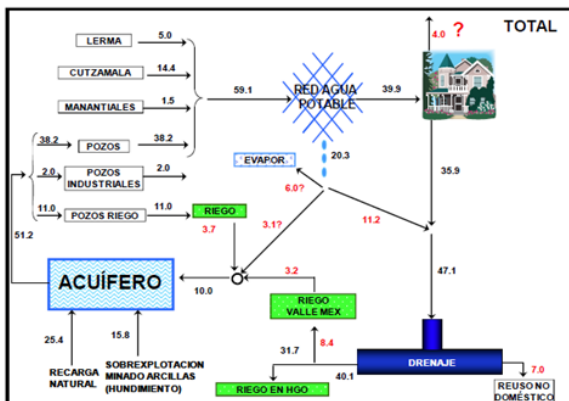 TOTAL
4.0 ?
LERMA 5.0
CUTZAMALA 14.4
MANANTIALES 1.5
59.1
RED AGUA
POTABLE
39.9
38.2 POZOS 38.2
2.0 POZOS
INDUSTRIALES 2.0
11.0 POZOS RIEGO 11.0
RIEGO
3.7
EVAPOR.
20.3
6.0?
3.1?
11.2
35.9
51.2
ACUÍFERO
10.0
3.2
47.1
RIEGO
VALLE MEX
25.4
15.8
RECARGA
NATURAL
SOBREXPLOTACION
MINADO ARCILLAS
(HUNDIMIENTO)
31.7
8.4
40.1
DRENAJE
7.0
RIEGO EN HGO
REUSO NO
DOMÉSTICO